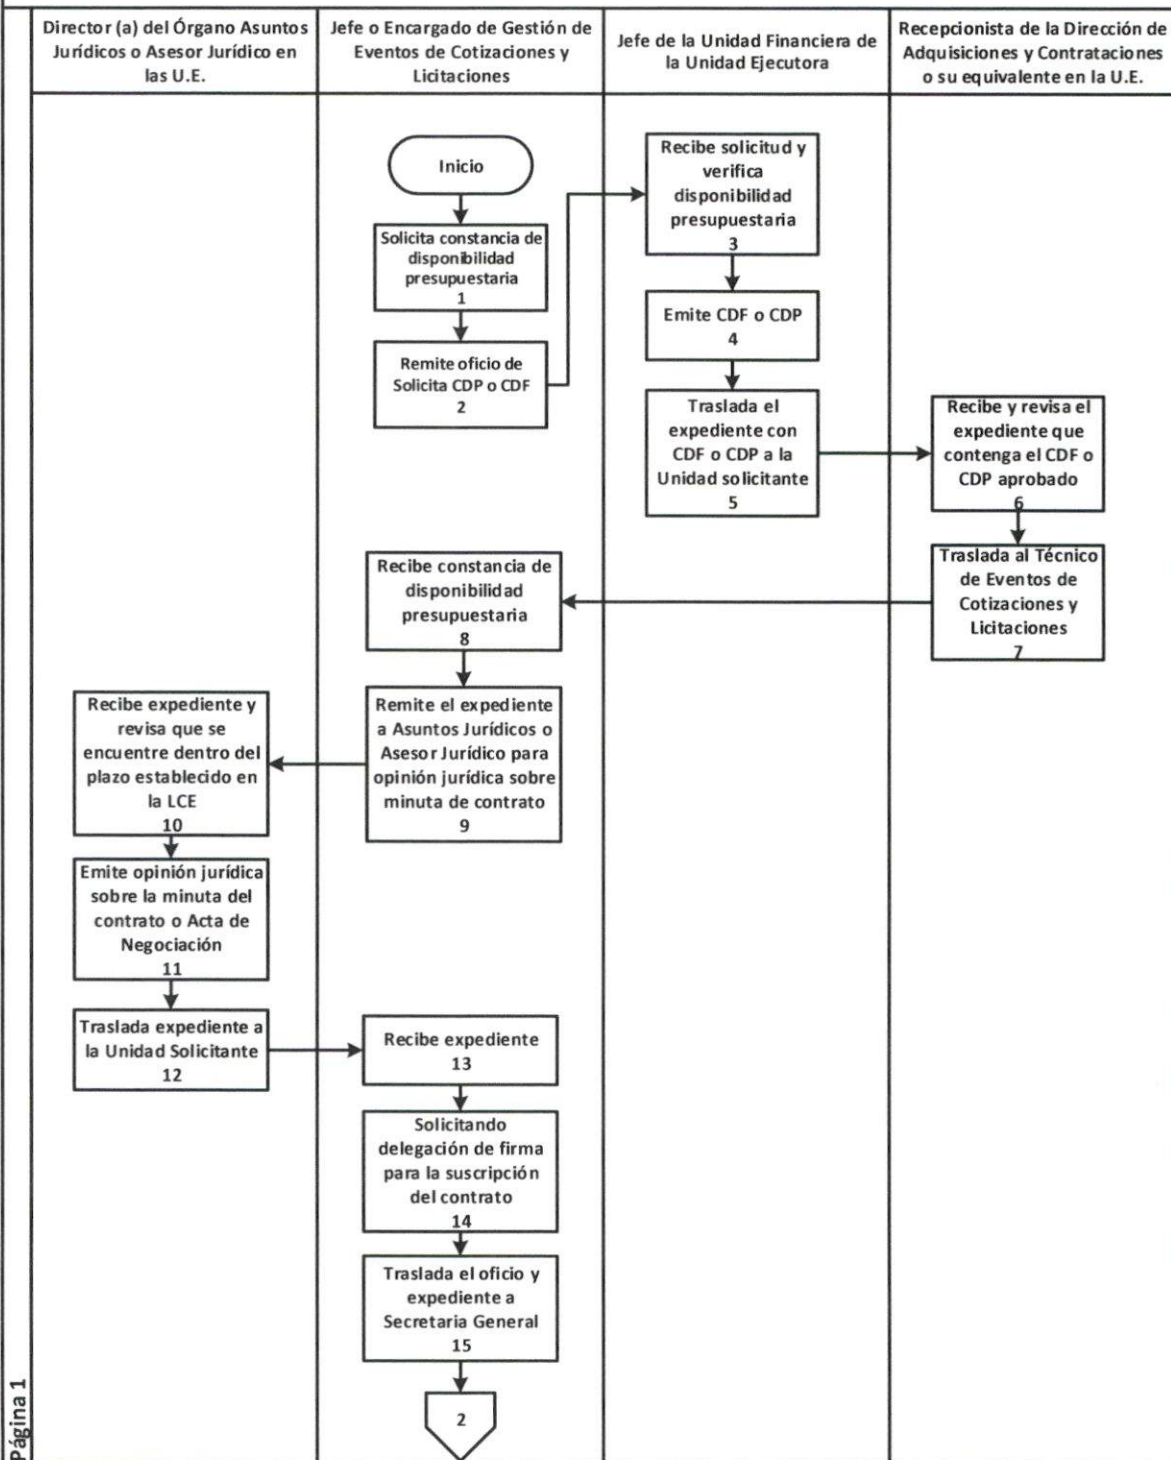 Director (a) del Órgano Asuntos
Jurídicos o Asesor Jurídico en
las U.E.
Jefe o Encargado de Gestión de
Eventos de Cotizaciones y
Licitaciones
Jefe de la Unidad Financiera de
la Unidad Ejecutora
Recepcionista de la Dirección de
Adquisiciones y Contrataciones
o su equivalente en la U.E.
Inicio
Solicita constancia de
disponibilidad
presupuestaria
1
Remite oficio de
Solicita CDP o CDF
2
Recibe solicitud y
verifica
disponibilidad
presupuestaria
3
Emite CDF o CDP
4
Traslada el
expediente con
CDF o CDP a la
Unidad solicitante
5
Recibe y revisa el
expediente que
contenga el CDF o
CDP aprobado
6
Traslada al Técnico
de Eventos de
Cotizaciones y
Licitaciones
7
Recibe constancia de
disponibilidad
presupuestaria
8
Remite el expediente
a Asuntos Jurídicos o
Asesor Jurídico para
opinión jurídica sobre
minuta de contrato
9
Recibe expediente y
revisa que se
encuentre dentro del
plazo establecido en
la LCE
10
Emite opinión jurídica
sobre la minuta del
contrato o Acta de
Negociación
11
Traslada expediente a
la Unidad Solicitante
12
Recibe expediente
13
Solicitando
delegación de firma
para la suscripción
del contrato
14
Traslada el oficio y
expediente a
Secretaria General
15
2
Página 1